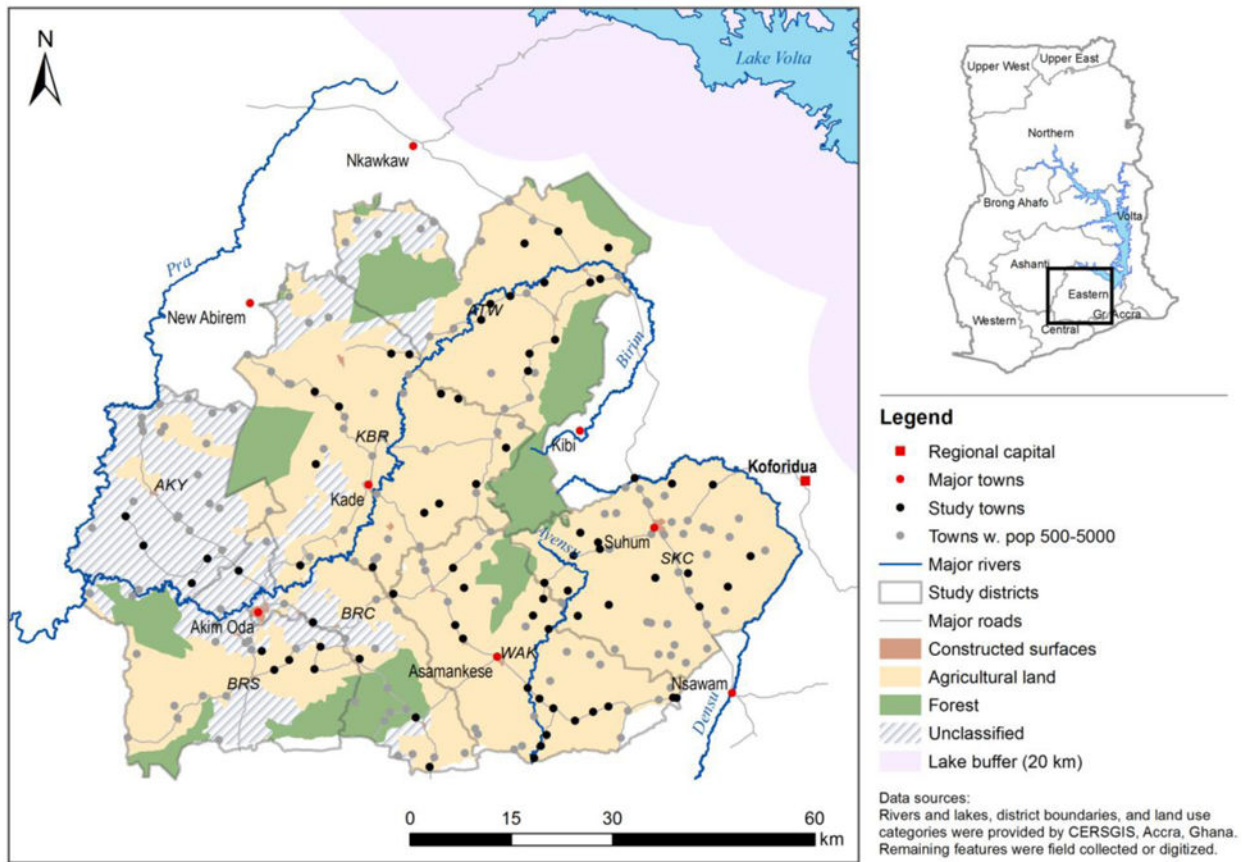 N
Lake Volta
Nkawkaw
Pra
New Abirem
ATW
Birim
KBR
Kibi
Koforidua
AKY
Kade
Ayensu
Suhum
SKC
Akim Oda
BRC
Asamankese
WAK
BRS
Nsawam
Densu
0 15 30 60
km
Upper West
Upper East
Northern
Brong Ahafo
Volta
Ashanti
Eastern
Western
Central
Gr. Accra
Legend
Regional capital
Major towns
Study towns
Towns w. pop 500-5000
Major rivers
Study districts
Major roads
Constructed surfaces
Agricultural land
Forest
Unclassified
Lake buffer (20 km)
Data sources:
Rivers and lakes, district boundaries, and land use
categories were provided by CERSGIS, Accra, Ghana.
Remaining features were field collected or digitized.